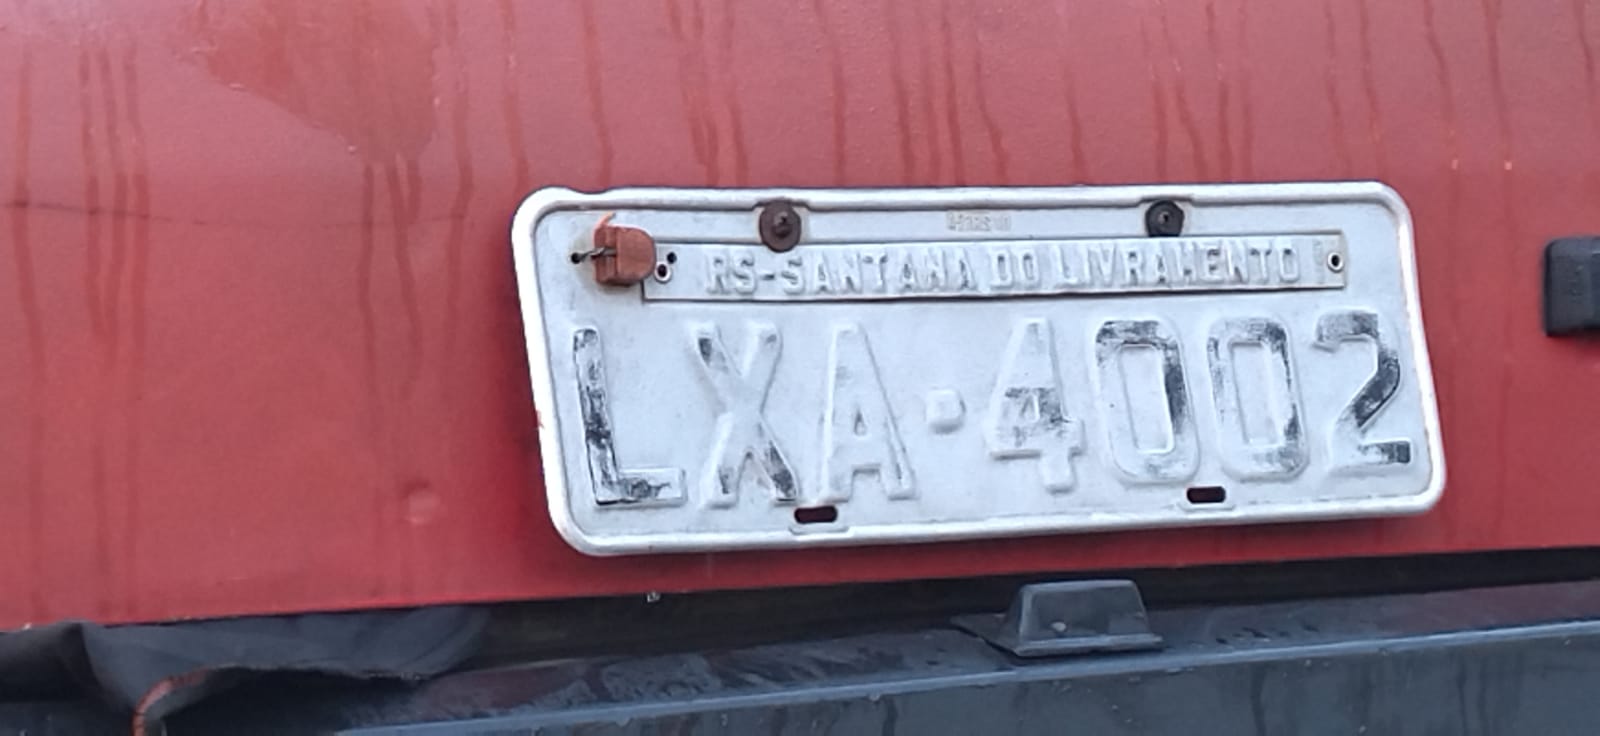 RS-SANTANA DO LIVRAMENTO
LXA·4002